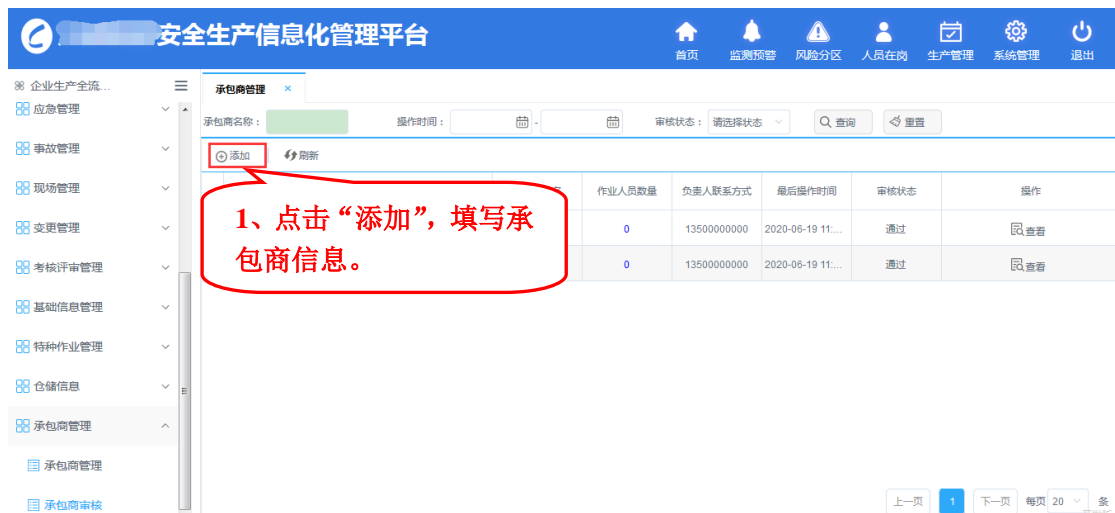 安全生产信息化管理平台
首页 监测预警 风险分区 人员在岗 生产管理 系统管理 退出
企业生产全流...
承包商管理 ×
应急管理
承包商名称： 操作时间： - 审核状态： 请选择状态 查询 重置
事故管理
添加 刷新
现场管理
作业人员数量 负责人联系方式 最后操作时间 审核状态 操作
1、点击“添加”，填写承
包商信息。
变更管理
0 13500000000 2020-06-19 11:... 通过 查看
考核评审管理
0 13500000000 2020-06-19 11:... 通过 查看
基础信息管理
特种作业管理
仓储信息
承包商管理
承包商管理
承包商审核
上一页 1 下一页 每页 20 条